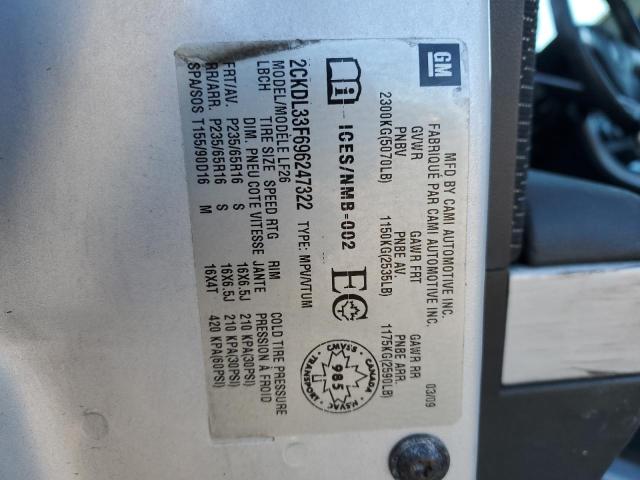 GM
MFD BY CAMI AUTOMOTIVE INC. 03/09
FABRIQUÉ PAR CAMI AUTOMOTIVE INC.
GVWR GAWR FRT GAWR RR
PNBV PNBE AV. PNBE ARR.
2300KG(5070LB) 1150KG(2535LB) 1175KG(2590LB)
ICES/NMB-002 EC
CMVSS CANADA NSVAC TRANSPORT
985
2CKDL33F696247322 TYPE: MPV/VTUM
MODEL/MODÈLE LF26
LBCH
TIRE SIZE SPEED RTG RIM COLD TIRE PRESSURE
DIM. PNEU COTE VITESSE JANTE PRESSION À FROID
FRT/AV. P235/65R16 S 16X6.5J 210 KPA(30PSI)
RR/ARR. P235/65R16 S 16X6.5J 210 KPA(30PSI)
SPA/SOS T155/90D16 M 16X4T 420 KPA(60PSI)